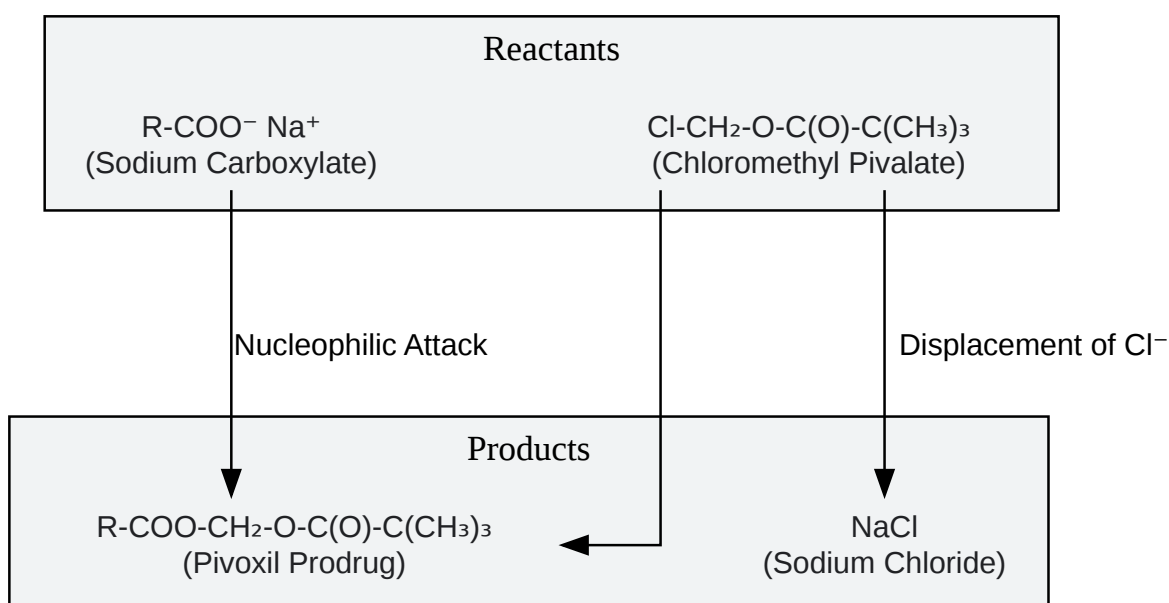 Reactants
R-COO⁻ Na⁺
(Sodium Carboxylate)
Cl-CH₂-O-C(O)-C(CH₃)₃
(Chloromethyl Pivalate)
Nucleophilic Attack
Displacement of Cl⁻
Products
R-COO-CH₂-O-C(O)-C(CH₃)₃
(Pivoxil Prodrug)
NaCl
(Sodium Chloride)